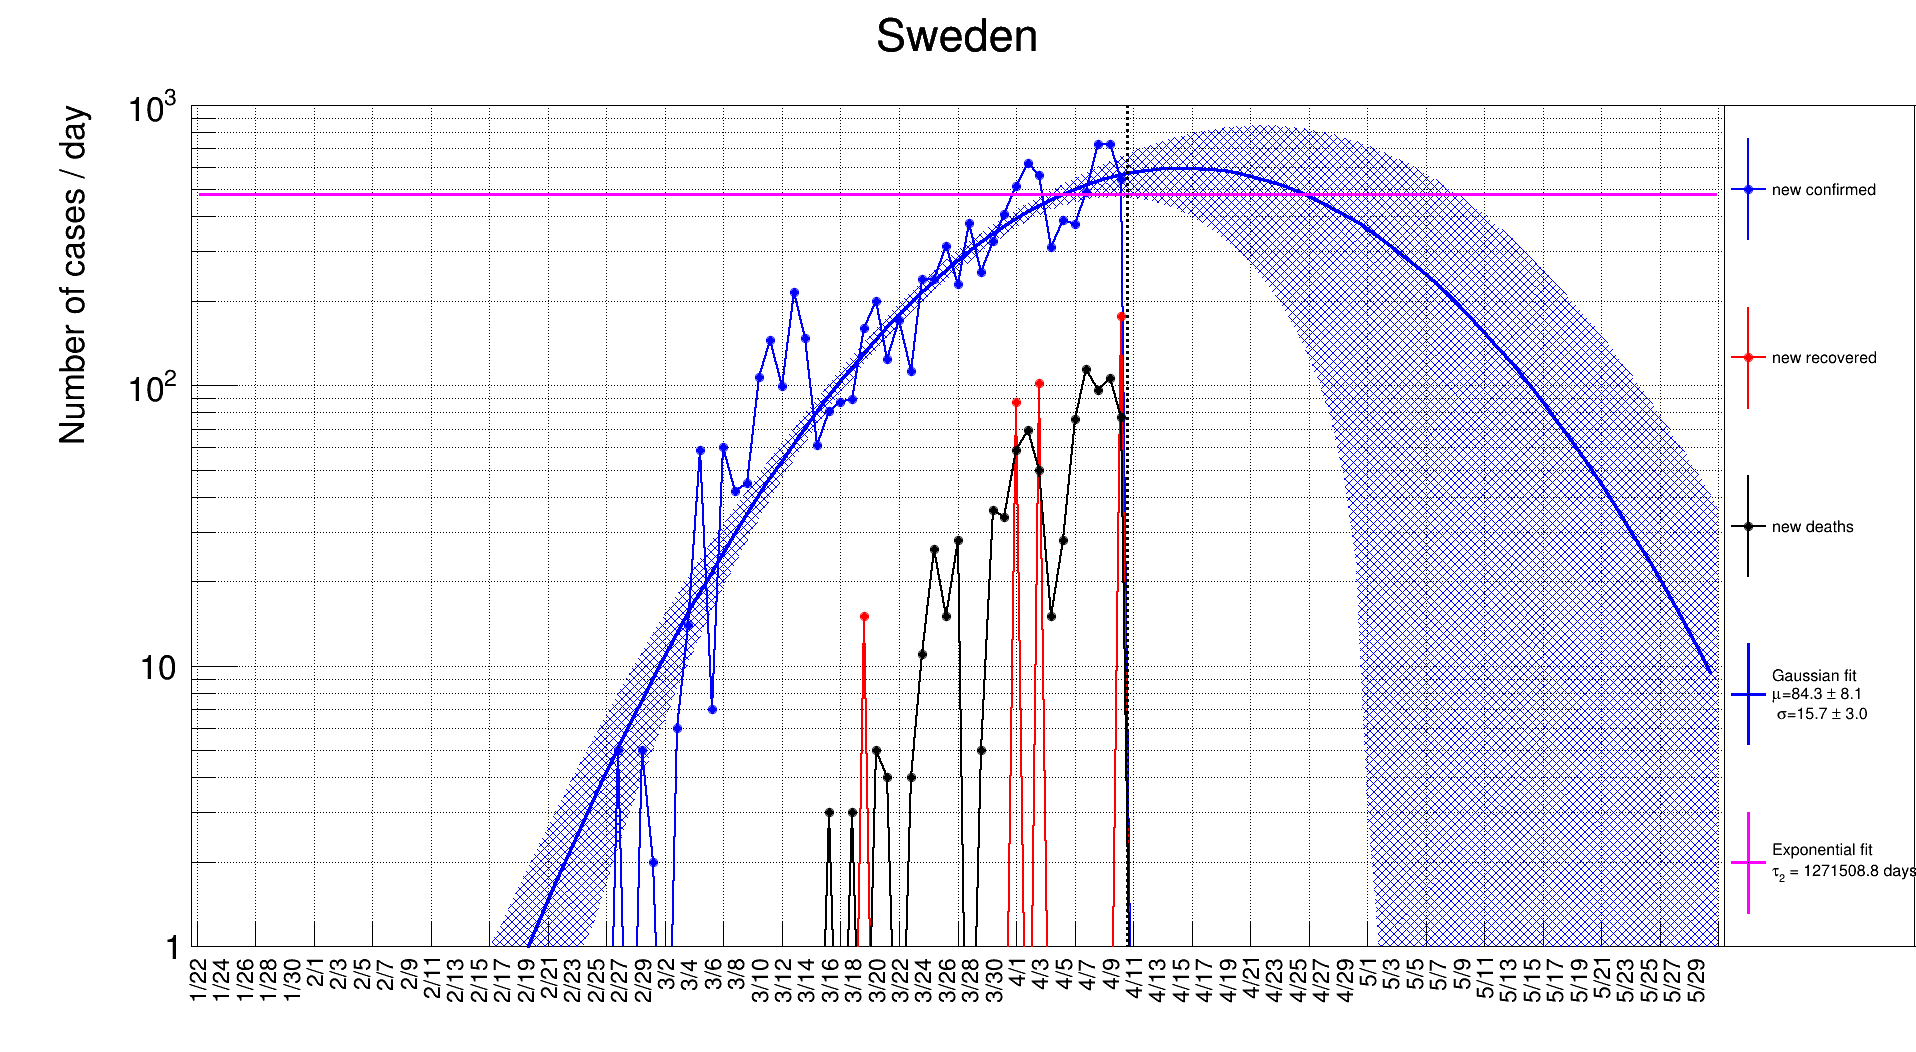 Sweden
Number of cases / day
10³
10²
10
1
1/22 1/24 1/26 1/28 1/30 2/1 2/3 2/5 2/7 2/9 2/11 2/13 2/15 2/17 2/19 2/21 2/23 2/25 2/27 2/29 3/2 3/4 3/6 3/8 3/10 3/12 3/14 3/16 3/18 3/20 3/22 3/24 3/26 3/28 3/30 4/1 4/3 4/5 4/7 4/9 4/11 4/13 4/15 4/17 4/19 4/21 4/23 4/25 4/27 4/29 5/1 5/3 5/5 5/7 5/9 5/11 5/13 5/15 5/17 5/19 5/21 5/23 5/25 5/27 5/29
new confirmed
new recovered
new deaths
Gaussian fit
μ=84.3 ± 8.1
σ=15.7 ± 3.0
Exponential fit
τ₂ = 1271508.8 days